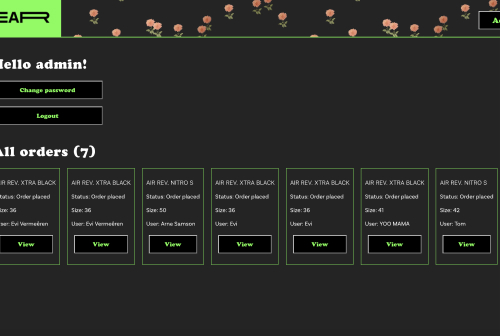 EAFR
Hello admin!
Change password
Logout
All orders (7)
AIR REV. XTRA BLACK
Status: Order placed
Size: 36
User: Evi Vermeëren
View
AIR REV. XTRA BLACK
Status: Order placed
Size: 36
User: Evi Vermeëren
View
AIR REV. NITRO S
Status: Order placed
Size: 50
User: Arne Samson
View
AIR REV. XTRA BLACK
Status: Order placed
Size: 36
User: Evi
View
AIR REV. XTRA BLACK
Status: Order placed
Size: 36
User: Evi
View
AIR REV. XTRA BLACK
Status: Order placed
Size: 41
User: YOO MAMA
View
AIR REV. NITRO S
Status: Order placed
Size: 42
User: Tom
View